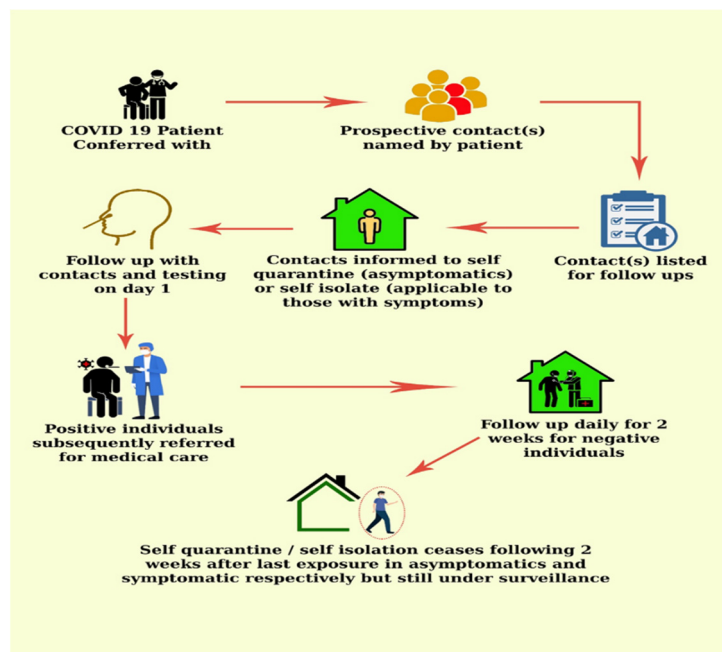 COVID 19 Patient
Conferred with
Prospective contact(s)
named by patient
Contact(s) listed
for follow ups
Contacts informed to self
quarantine (asymptomatics)
or self isolate (applicable to
those with symptoms)
Follow up with
contacts and testing
on day 1
Positive individuals
subsequently referred
for medical care
Follow up daily for 2
weeks for negative
individuals
Self quarantine / self isolation ceases following 2
weeks after last exposure in asymptomatics and
symptomatic respectively but still under surveillance